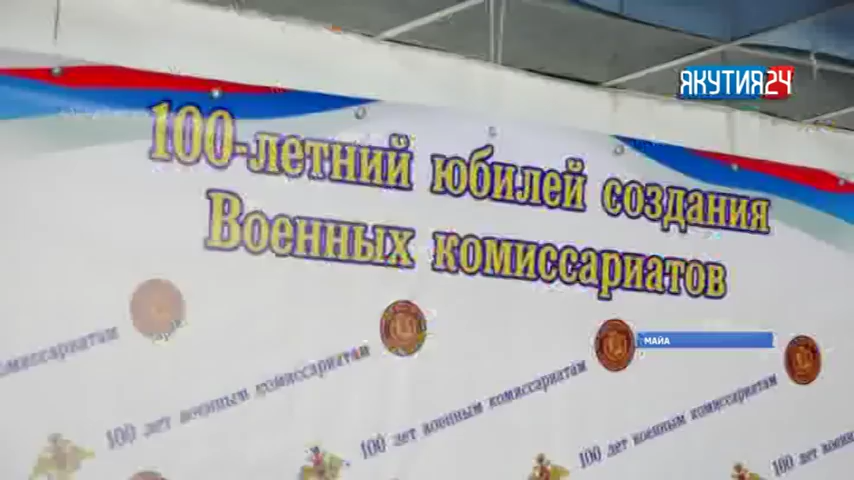 ЯКУТИЯ24
100-летний юбилей создания
Военных комиссариатов
МАЙА
комиссариатам
100 лет военным комиссариатам
100 лет военным комиссариатам
100 лет военным комиссариатам
100 лет